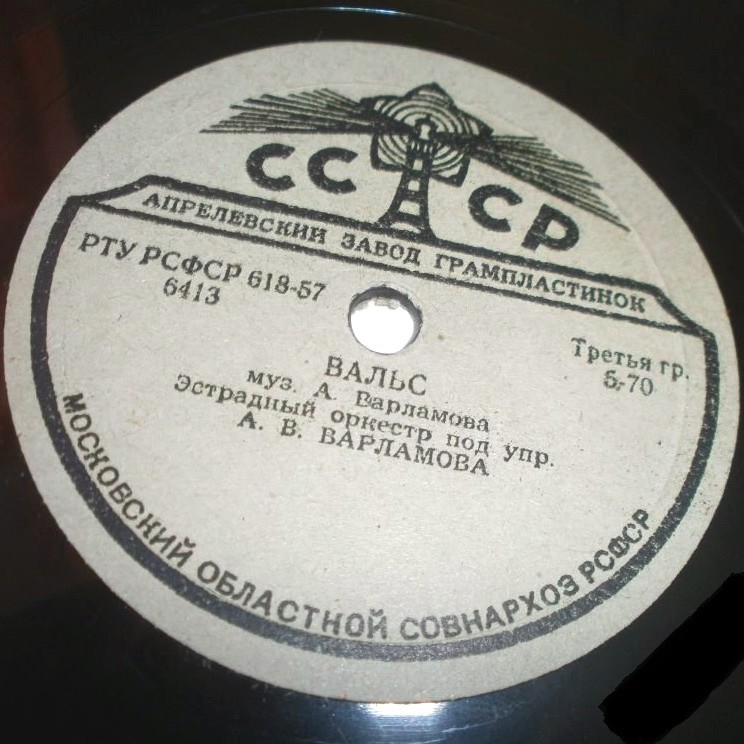 СССР
АПРЕЛЕВСКИЙ ЗАВОД ГРАМПЛАСТИНОК
РТУ РСФСР 618-57
6413
Третья гр.
5-70
ВАЛЬС
муз. А. Варламова
Эстрадный оркестр под упр.
А. В. ВАРЛАМОВА
МОСКОВСКИЙ ОБЛАСТНОЙ СОВНАРХОЗ РСФСР